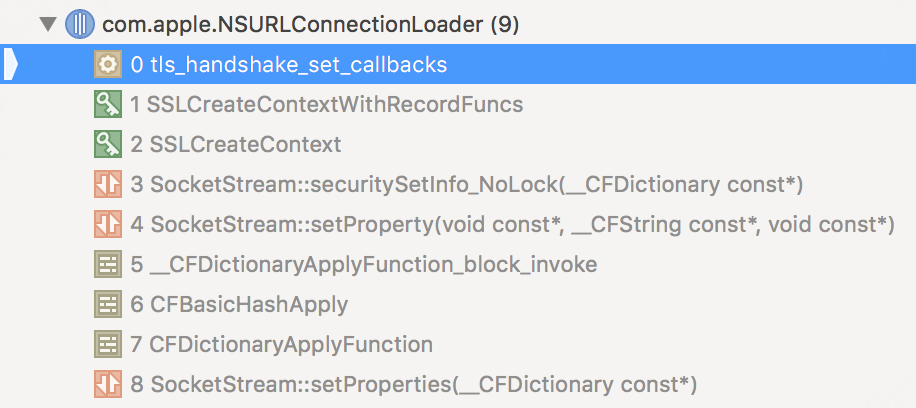 com.apple.NSURLConnectionLoader (9)
0 tls_handshake_set_callbacks
1 SSLCreateContextWithRecordFuncs
2 SSLCreateContext
3 SocketStream::securitySetInfo_NoLock(__CFDictionary const*)
4 SocketStream::setProperty(void const*, __CFString const*, void const*)
5 __CFDictionaryApplyFunction_block_invoke
6 CFBasicHashApply
7 CFDictionaryApplyFunction
8 SocketStream::setProperties(__CFDictionary const*)